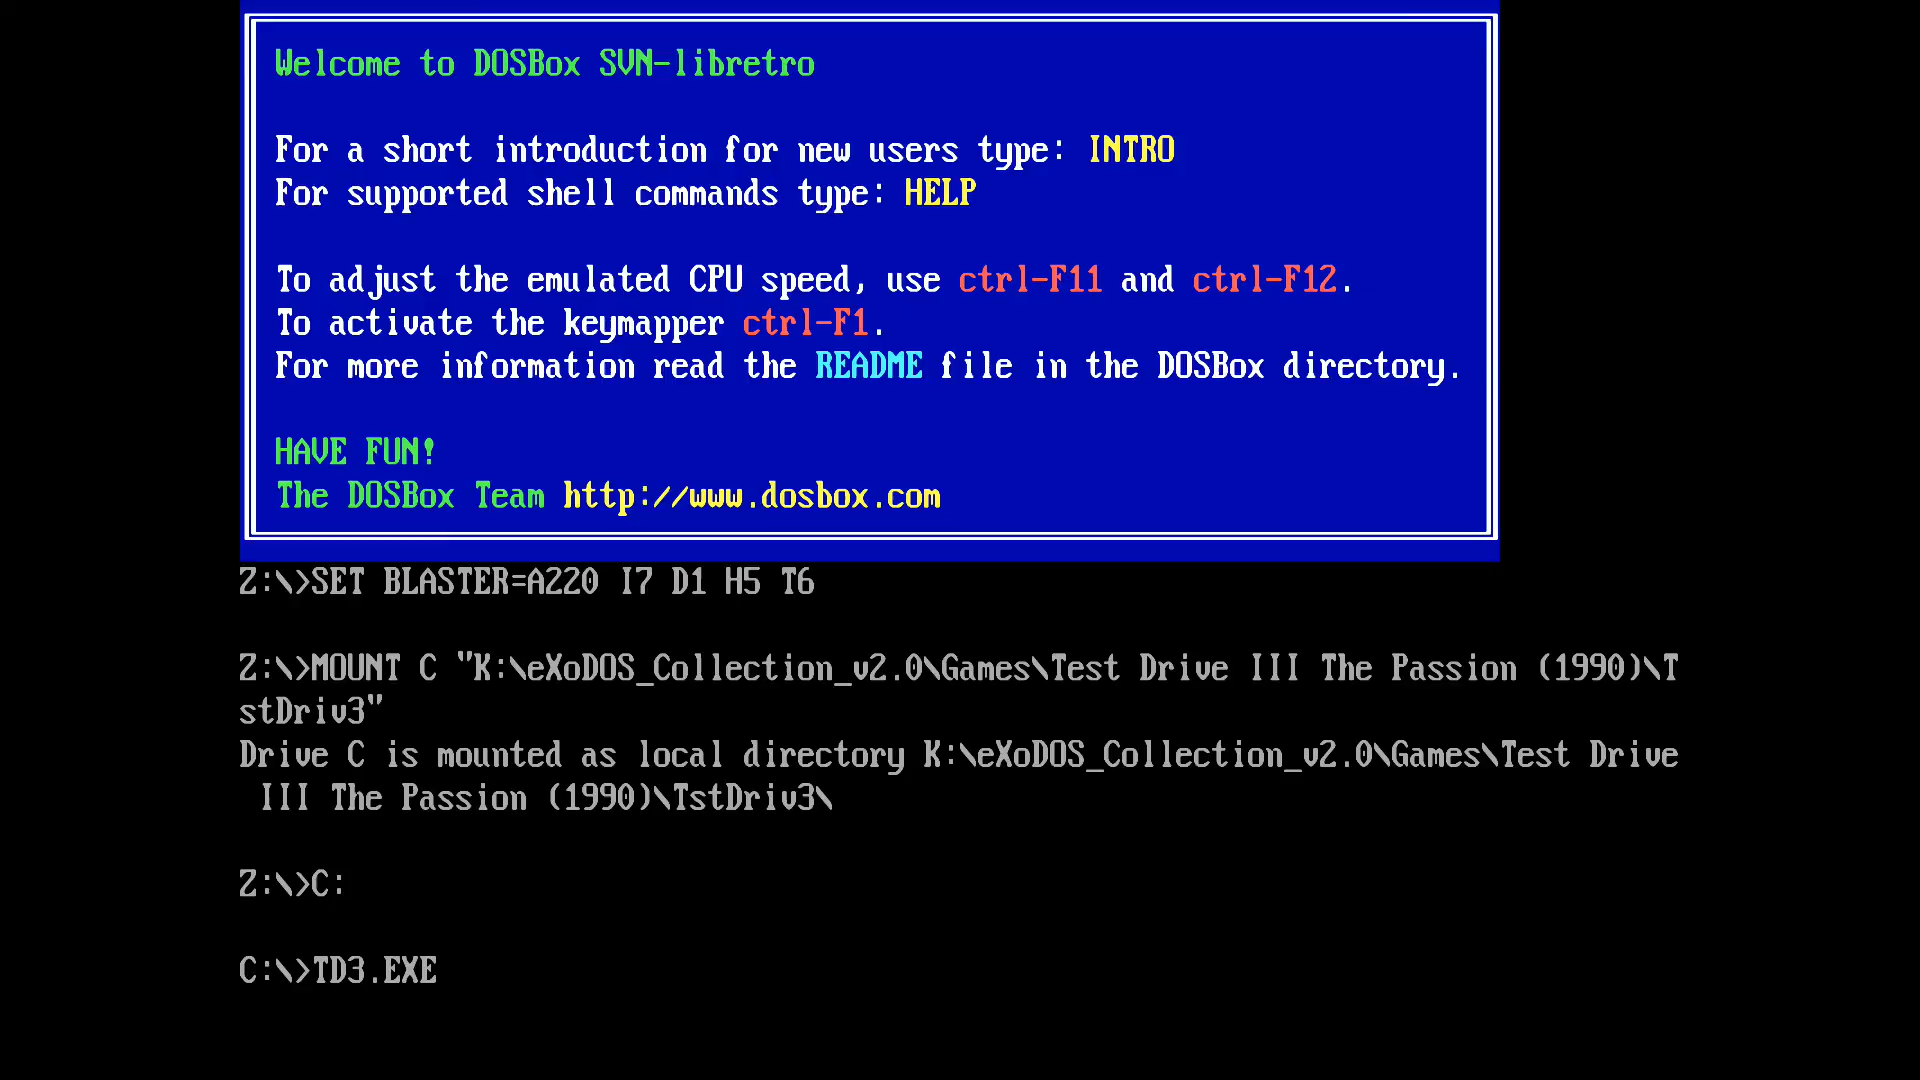 Welcome to DOSBox SVN-libretro
For a short introduction for new users type: INTRO
For supported shell commands type: HELP
To adjust the emulated CPU speed, use ctrl-F11 and ctrl-F12.
To activate the keymapper ctrl-F1.
For more information read the README file in the DOSBox directory.
HAVE FUN!
The DOSBox Team http://www.dosbox.com
Z:\>SET BLASTER=A220 I7 D1 H5 T6
Z:\>MOUNT C "K:\eXoDOS_Collection_v2.0\Games\Test Drive III The Passion (1990)\T
stDriv3"
Drive C is mounted as local directory K:\eXoDOS_Collection_v2.0\Games\Test Drive
 III The Passion (1990)\TstDriv3\
Z:\>C:
C:\>TD3.EXE